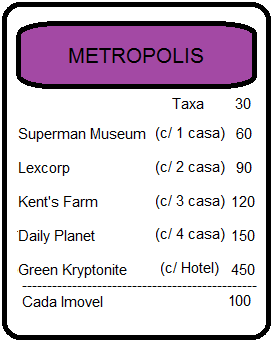 METROPOLIS
Taxa 30
Superman Museum (c/ 1 casa) 60
Lexcorp (c/ 2 casa) 90
Kent's Farm (c/ 3 casa) 120
Daily Planet (c/ 4 casa) 150
Green Kryptonite (c/ Hotel) 450
Cada Imovel 100